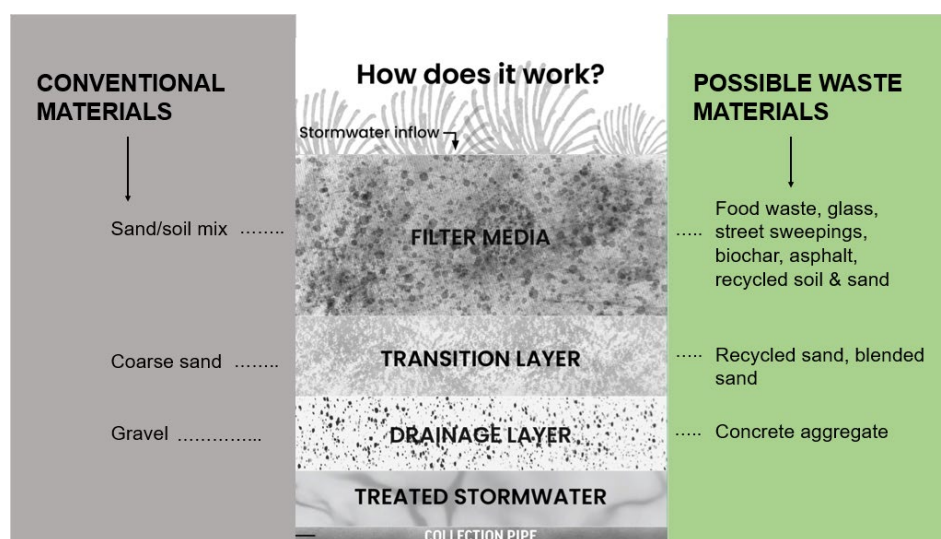 CONVENTIONAL
MATERIALS
Sand/soil mix ........
Coarse sand ........
Gravel ..............
How does it work?
Stormwater inflow
FILTER MEDIA
TRANSITION LAYER
DRAINAGE LAYER
TREATED STORMWATER
COLLECTION PIPE
POSSIBLE WASTE
MATERIALS
..... Food waste, glass,
street sweepings,
biochar, asphalt,
recycled soil & sand
..... Recycled sand, blended
sand
..... Concrete aggregate